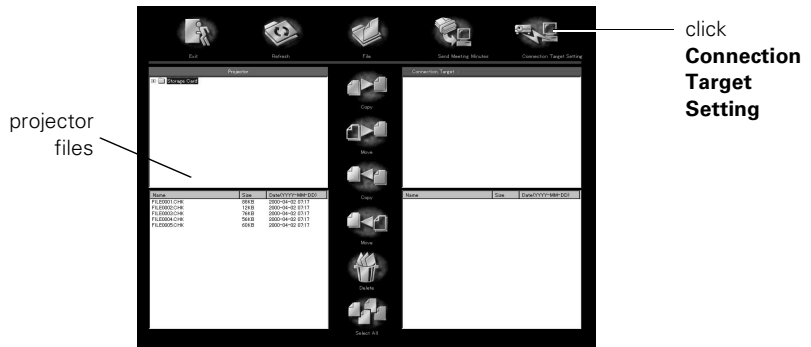 Exit Refresh File Send Meeting Minutes Connection Target Setting
click
Connection
Target
Setting
Projector Connection Target
Storage Card
Copy
projector
files
Move
Name Size Date(YYYY-MM-DD) Copy Name Size Date(YYYY-MM-DD)
FILE0001.CHK 88KB 2000-04-02 07:17
FILE0002.CHK 12KB 2000-04-02 07:17
FILE0003.CHK 76KB 2000-04-02 07:17
FILE0004.CHK 56KB 2000-04-02 07:17
FILE0005.CHK 60KB 2000-04-02 07:17
Move
Delete
Select All